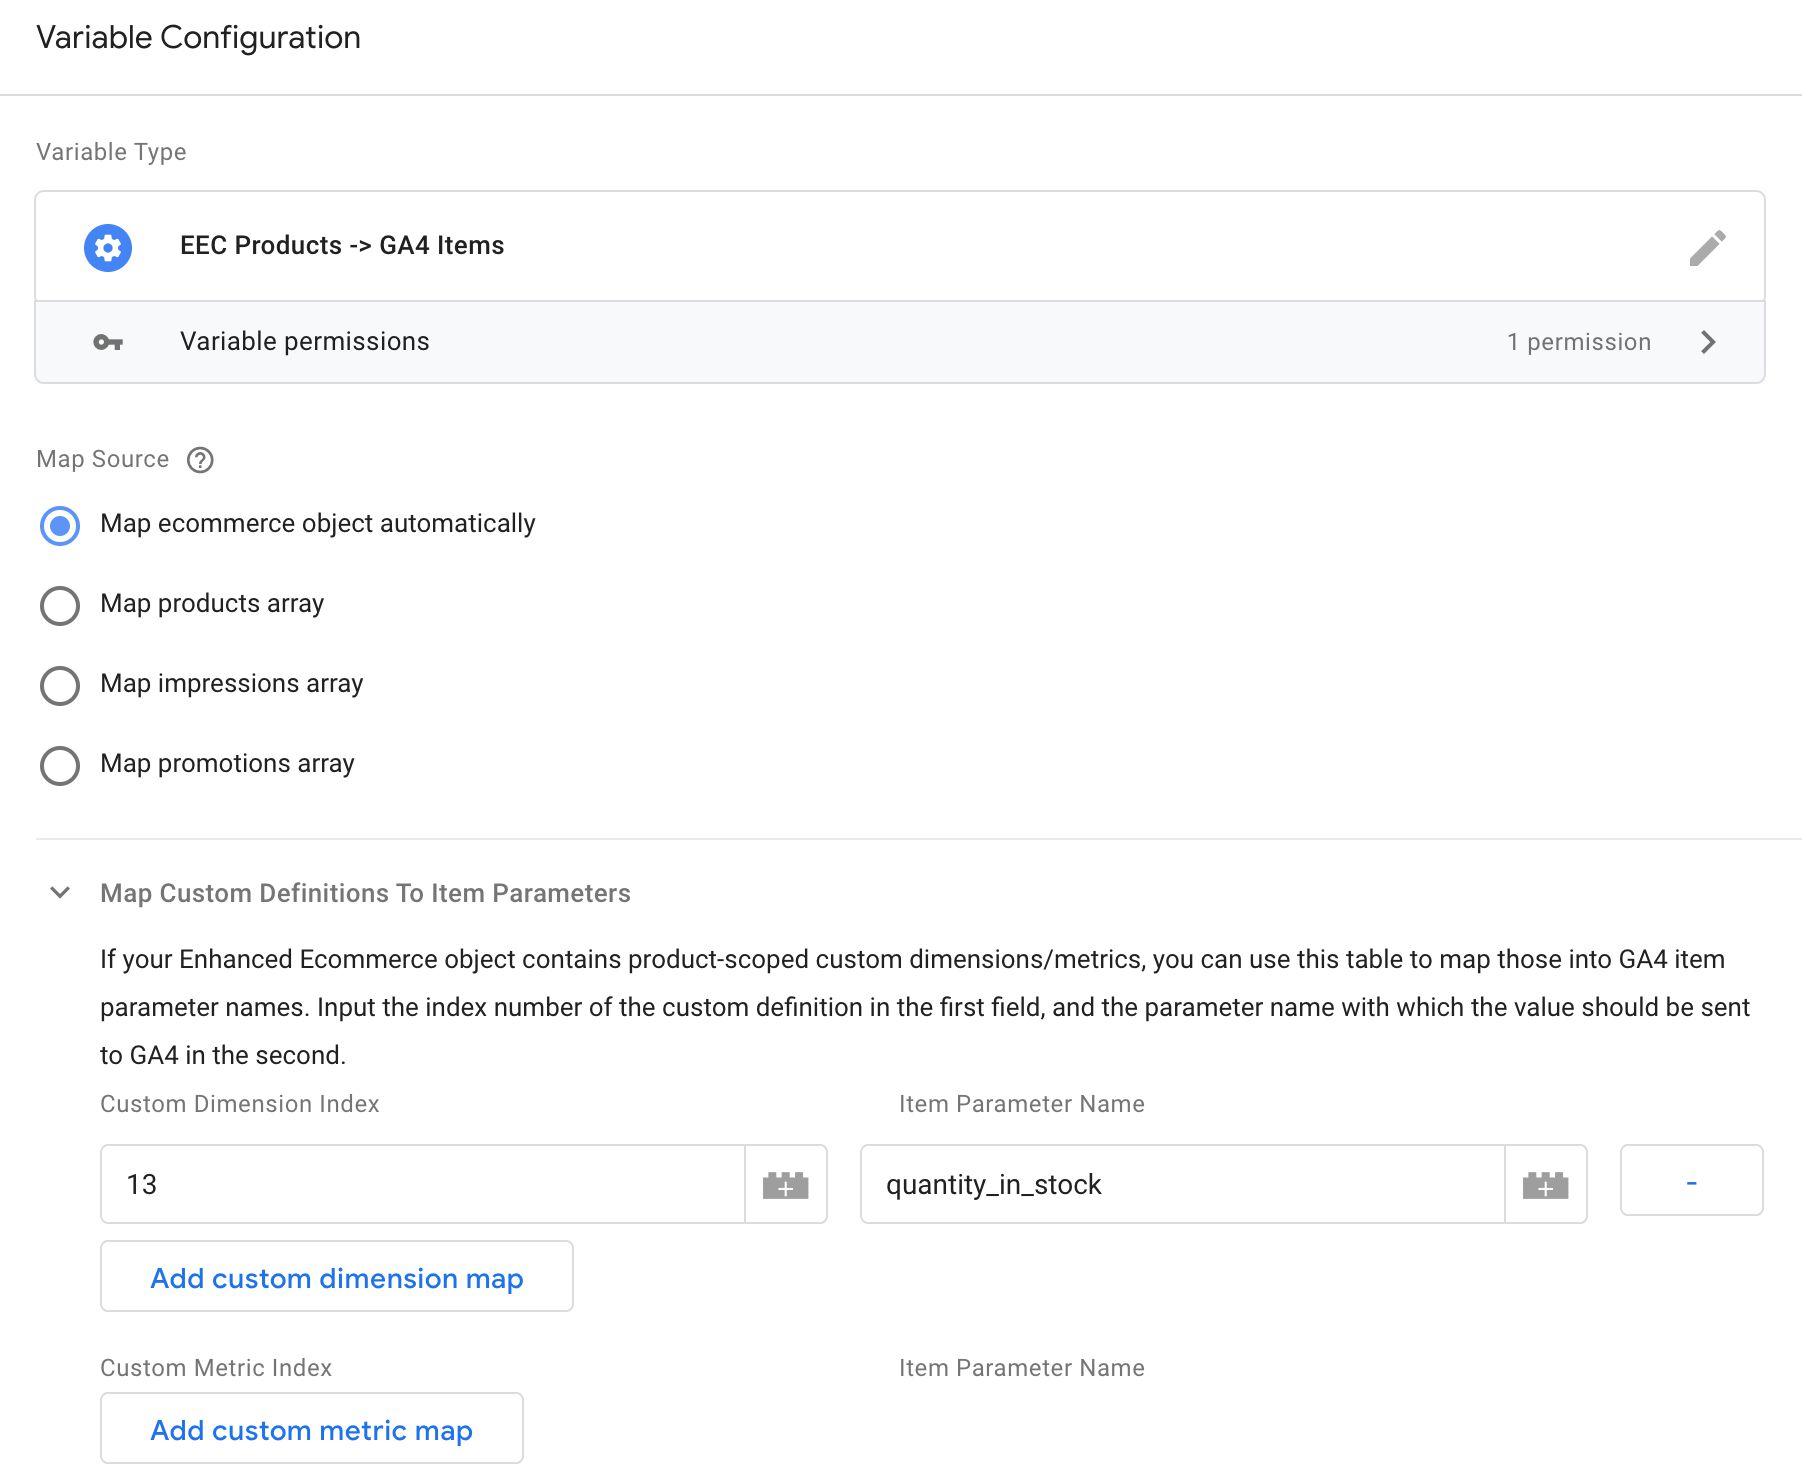 Variable Configuration
Variable Type
EEC Products -> GA4 Items
Variable permissions
1 permission
Map Source
Map ecommerce object automatically
Map products array
Map impressions array
Map promotions array
Map Custom Definitions To Item Parameters
If your Enhanced Ecommerce object contains product-scoped custom dimensions/metrics, you can use this table to map those into GA4 item
parameter names. Input the index number of the custom definition in the first field, and the parameter name with which the value should be sent
to GA4 in the second.
Custom Dimension Index
Item Parameter Name
13
quantity_in_stock
-
Add custom dimension map
Custom Metric Index
Item Parameter Name
Add custom metric map